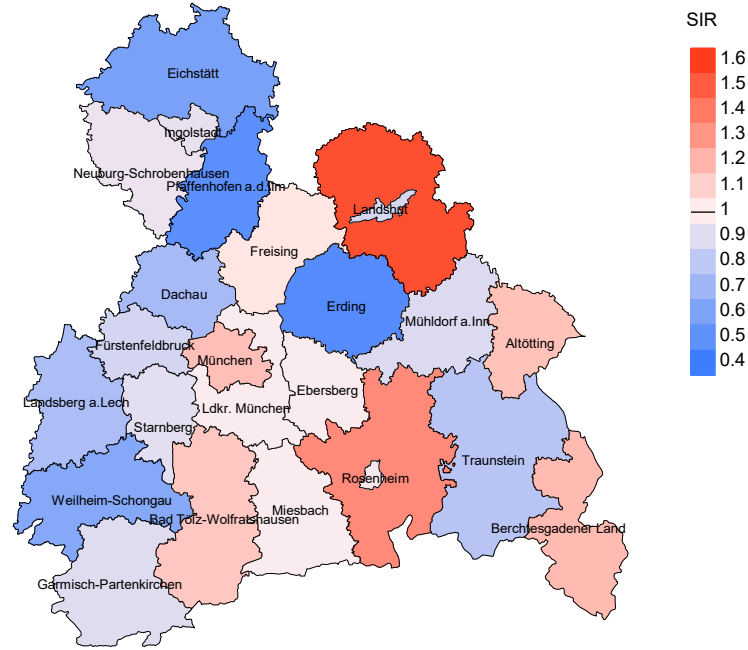 SIR
1.6
1.5
1.4
1.3
1.2
1.1
1
0.9
0.8
0.7
0.6
0.5
0.4
Eichstätt
Ingolstadt
Neuburg-Schrobenhausen
Pfaffenhofen a.d.Ilm
Landshut
Freising
Dachau
Erding
Mühldorf a.Inn
Altötting
Fürstenfeldbruck
München
Ebersberg
Landsberg a.Lech
Ldkr. München
Starnberg
Traunstein
Rosenheim
Weilheim-Schongau
Miesbach
Bad Tölz-Wolfratshausen
Berchtesgadener Land
Garmisch-Partenkirchen